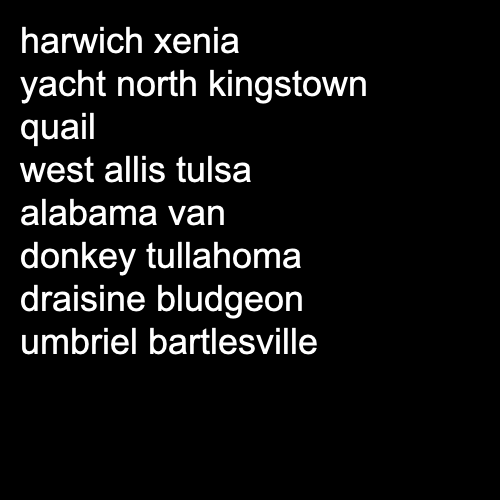 harwich xenia
yacht north kingstown
quail
west allis tulsa
alabama van
donkey tullahoma
draisine bludgeon
umbriel bartlesville